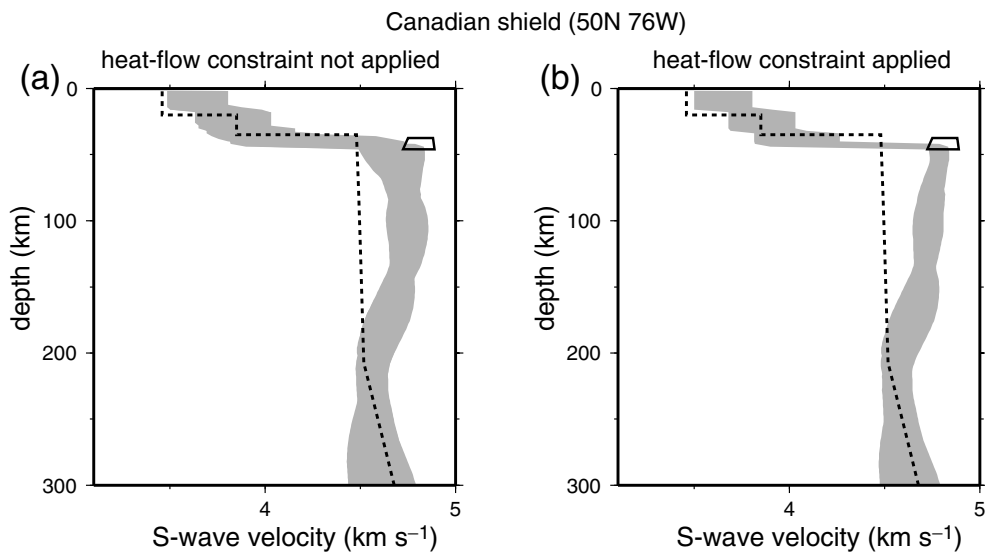 Canadian shield (50N 76W)
(a) heat-flow constraint not applied
0
100
200
300
depth (km)
4 5
S-wave velocity (km s⁻¹)
(b) heat-flow constraint applied
0
100
200
300
depth (km)
4 5
S-wave velocity (km s⁻¹)